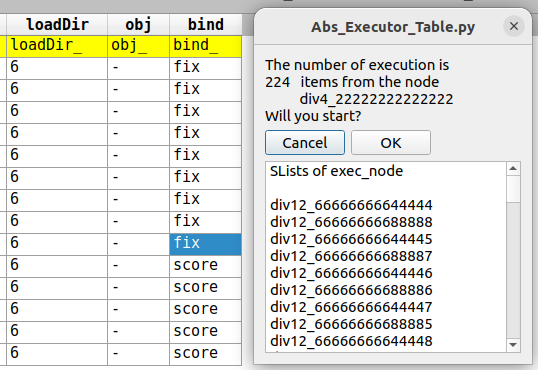 loadDir obj bind
loadDir_ obj_ bind_
6 - fix
6 - fix
6 - fix
6 - fix
6 - fix
6 - fix
6 - fix
6 - fix
6 - fix
6 - score
6 - score
6 - score
6 - score
6 - score
Abs_Executor_Table.py
The number of execution is
224 items from the node
div4_22222222222222
Will you start?
Cancel OK
SLists of exec_node
div12_66666666644444
div12_66666666688888
div12_66666666644445
div12_66666666688887
div12_66666666644446
div12_66666666688886
div12_66666666644447
div12_66666666688885
div12_66666666644448